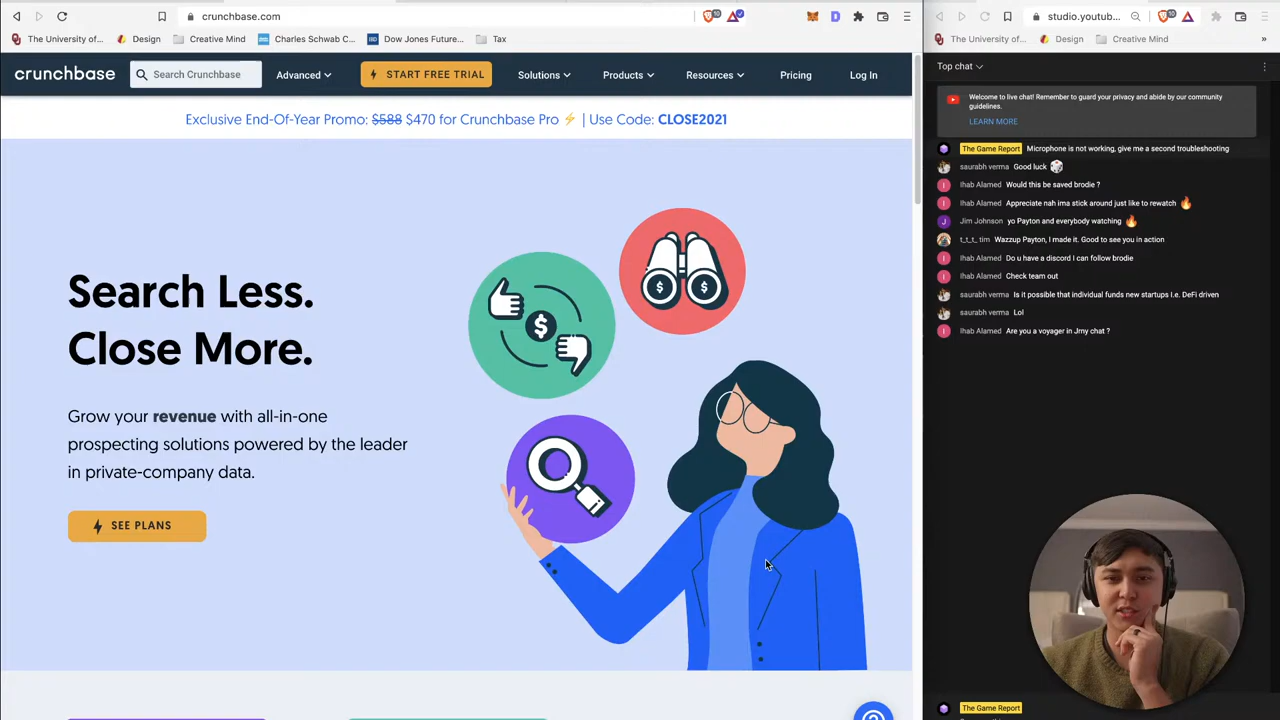 crunchbase.com
The University of...
Design
Creative Mind
Charles Schwab C...
Dow Jones Future...
Tax
crunchbase
Search Crunchbase
Advanced
START FREE TRIAL
Solutions
Products
Resources
Pricing
Log In
Exclusive End-Of-Year Promo: $588 $470 for Crunchbase Pro ⚡ | Use Code: CLOSE2021
Search Less.
Close More.
Grow your revenue with all-in-one
prospecting solutions powered by the leader
in private-company data.
SEE PLANS
studio.youtub...
The University of...
Design
Creative Mind
»
Top chat
Welcome to live chat! Remember to guard your privacy and abide by our community
guidelines.
LEARN MORE
The Game Report Microphone is not working, give me a second troubleshooting
saurabh verma Good luck 🎲
Ihab Alamed Would this be saved brodie ?
Ihab Alamed Appreciate nah ima stick around just like to rewatch 🔥
Jim Johnson yo Payton and everybody watching 🔥
t_t_t_ tim Wazzup Payton, I made it. Good to see you in action
Ihab Alamed Do u have a discord I can follow brodie
Ihab Alamed Check team out
Ihab Alamed Is it possible that individual funds new startups I.e. DeFi driven
saurabh verma Lol
Ihab Alamed Are you a voyager in Jrny chat ?
The Game Report